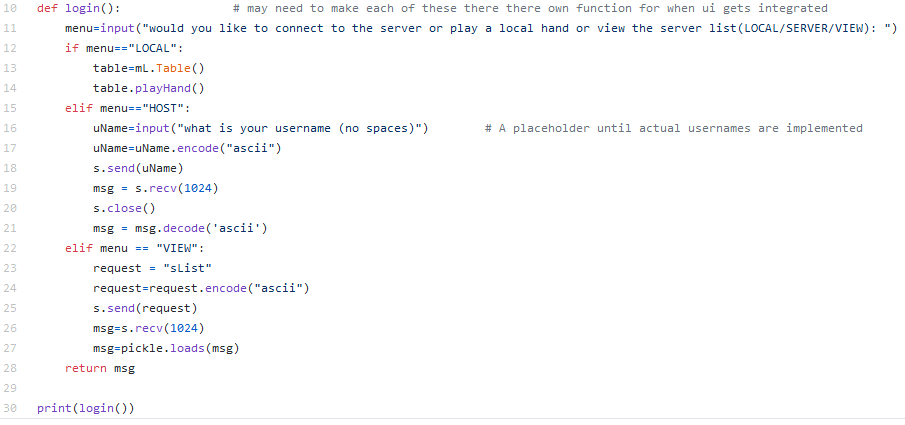 10 def login(): # may need to make each of these there there own function for when ui gets integrated
11 menu=input("would you like to connect to the server or play a local hand or view the server list(LOCAL/SERVER/VIEW): ")
12 if menu=="LOCAL":
13 table=mL.Table()
14 table.playHand()
15 elif menu=="HOST":
16 uName=input("what is your username (no spaces)") # A placeholder until actual usernames are implemented
17 uName=uName.encode("ascii")
18 s.send(uName)
19 msg = s.recv(1024)
20 s.close()
21 msg = msg.decode('ascii')
22 elif menu == "VIEW":
23 request = "sList"
24 request=request.encode("ascii")
25 s.send(request)
26 msg=s.recv(1024)
27 msg=pickle.loads(msg)
28 return msg
29
30 print(login())